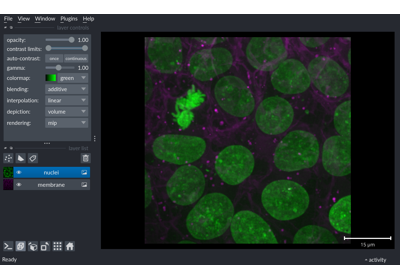 File View Window Plugins Help
layer controls
opacity: 1.00
contrast limits:
auto-contrast: once continuous
gamma: 1.00
colormap: green
blending: additive
interpolation: linear
depiction: volume
rendering: mip
layer list
nuclei
membrane
15 μm
Ready
activity